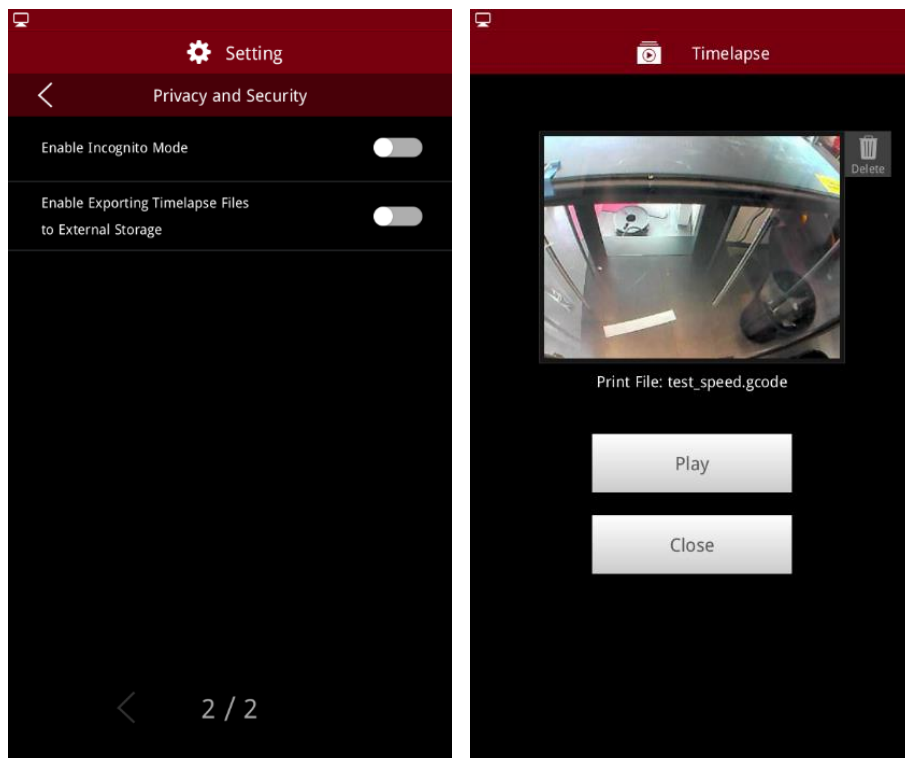 Setting
Privacy and Security
Enable Incognito Mode
Enable Exporting Timelapse Files
to External Storage
2 / 2
Timelapse
Delete
Print File: test_speed.gcode
Play
Close